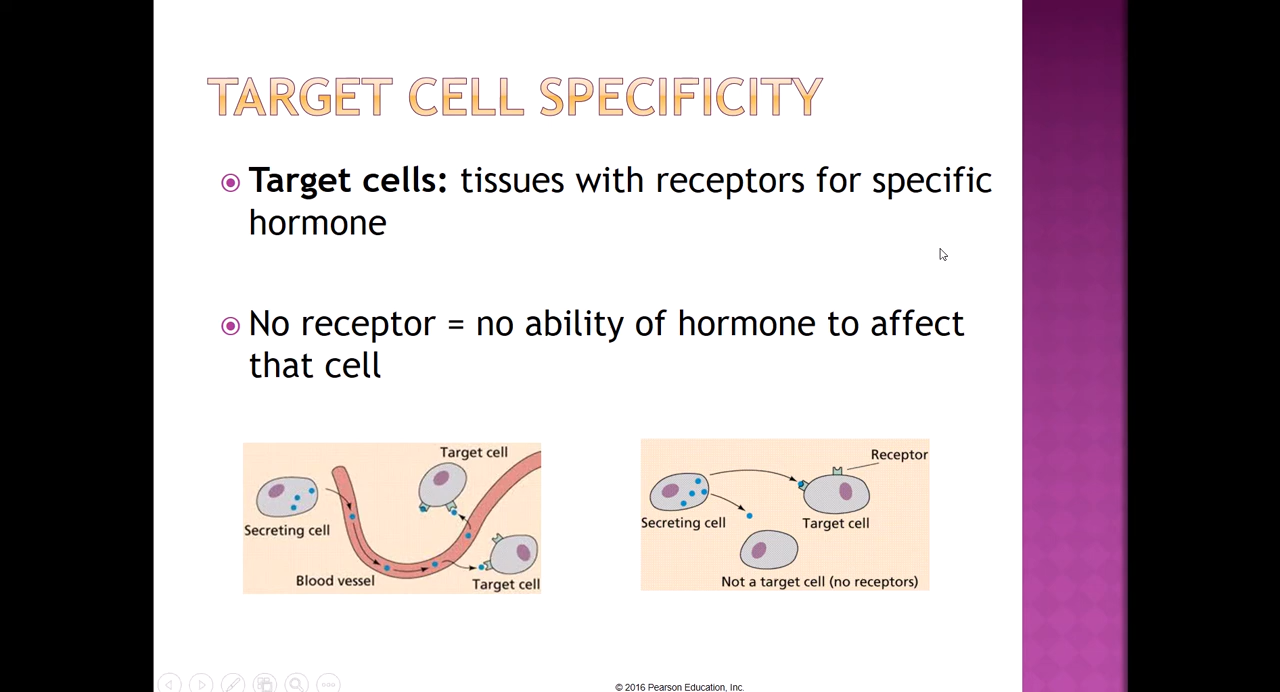 TARGET CELL SPECIFICITY
Target cells: tissues with receptors for specific
hormone
No receptor = no ability of hormone to affect
that cell
Target cell
Secreting cell
Blood vessel
Target cell
Receptor
Secreting cell
Target cell
Not a target cell (no receptors)
© 2016 Pearson Education, Inc.